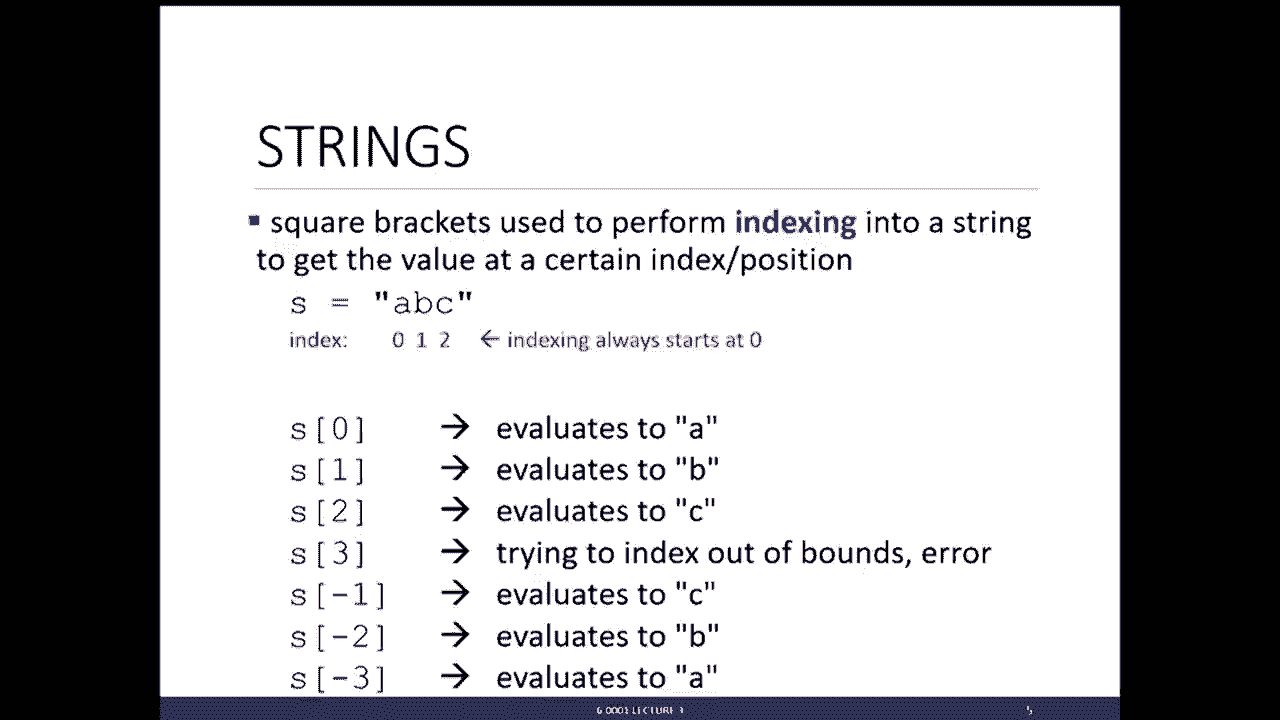 STRINGS
▪ square brackets used to perform indexing into a string
to get the value at a certain index/position
s = "abc"
index: 0 1 2 ← indexing always starts at 0
s[0] → evaluates to "a"
s[1] → evaluates to "b"
s[2] → evaluates to "c"
s[3] → trying to index out of bounds, error
s[-1] → evaluates to "c"
s[-2] → evaluates to "b"
s[-3] → evaluates to "a"
6.0001 LECTURE 3
5